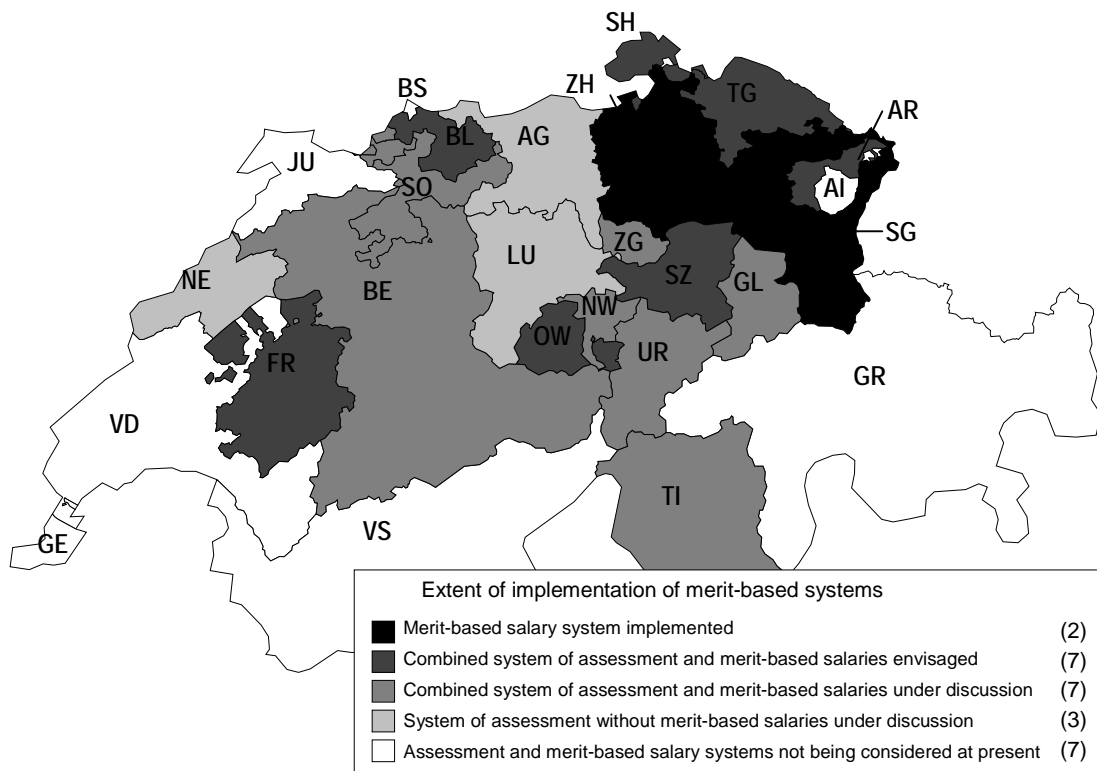 SH
BS
ZH
TG
AR
BL
AG
JU
AI
SO
SG
ZG
LU
NE
SZ
GL
BE
NW
OW
UR
FR
GR
VD
TI
VS
GE
Extent of implementation of merit-based systems
Merit-based salary system implemented (2)
Combined system of assessment and merit-based salaries envisaged (7)
Combined system of assessment and merit-based salaries under discussion (7)
System of assessment without merit-based salaries under discussion (3)
Assessment and merit-based salary systems not being considered at present (7)